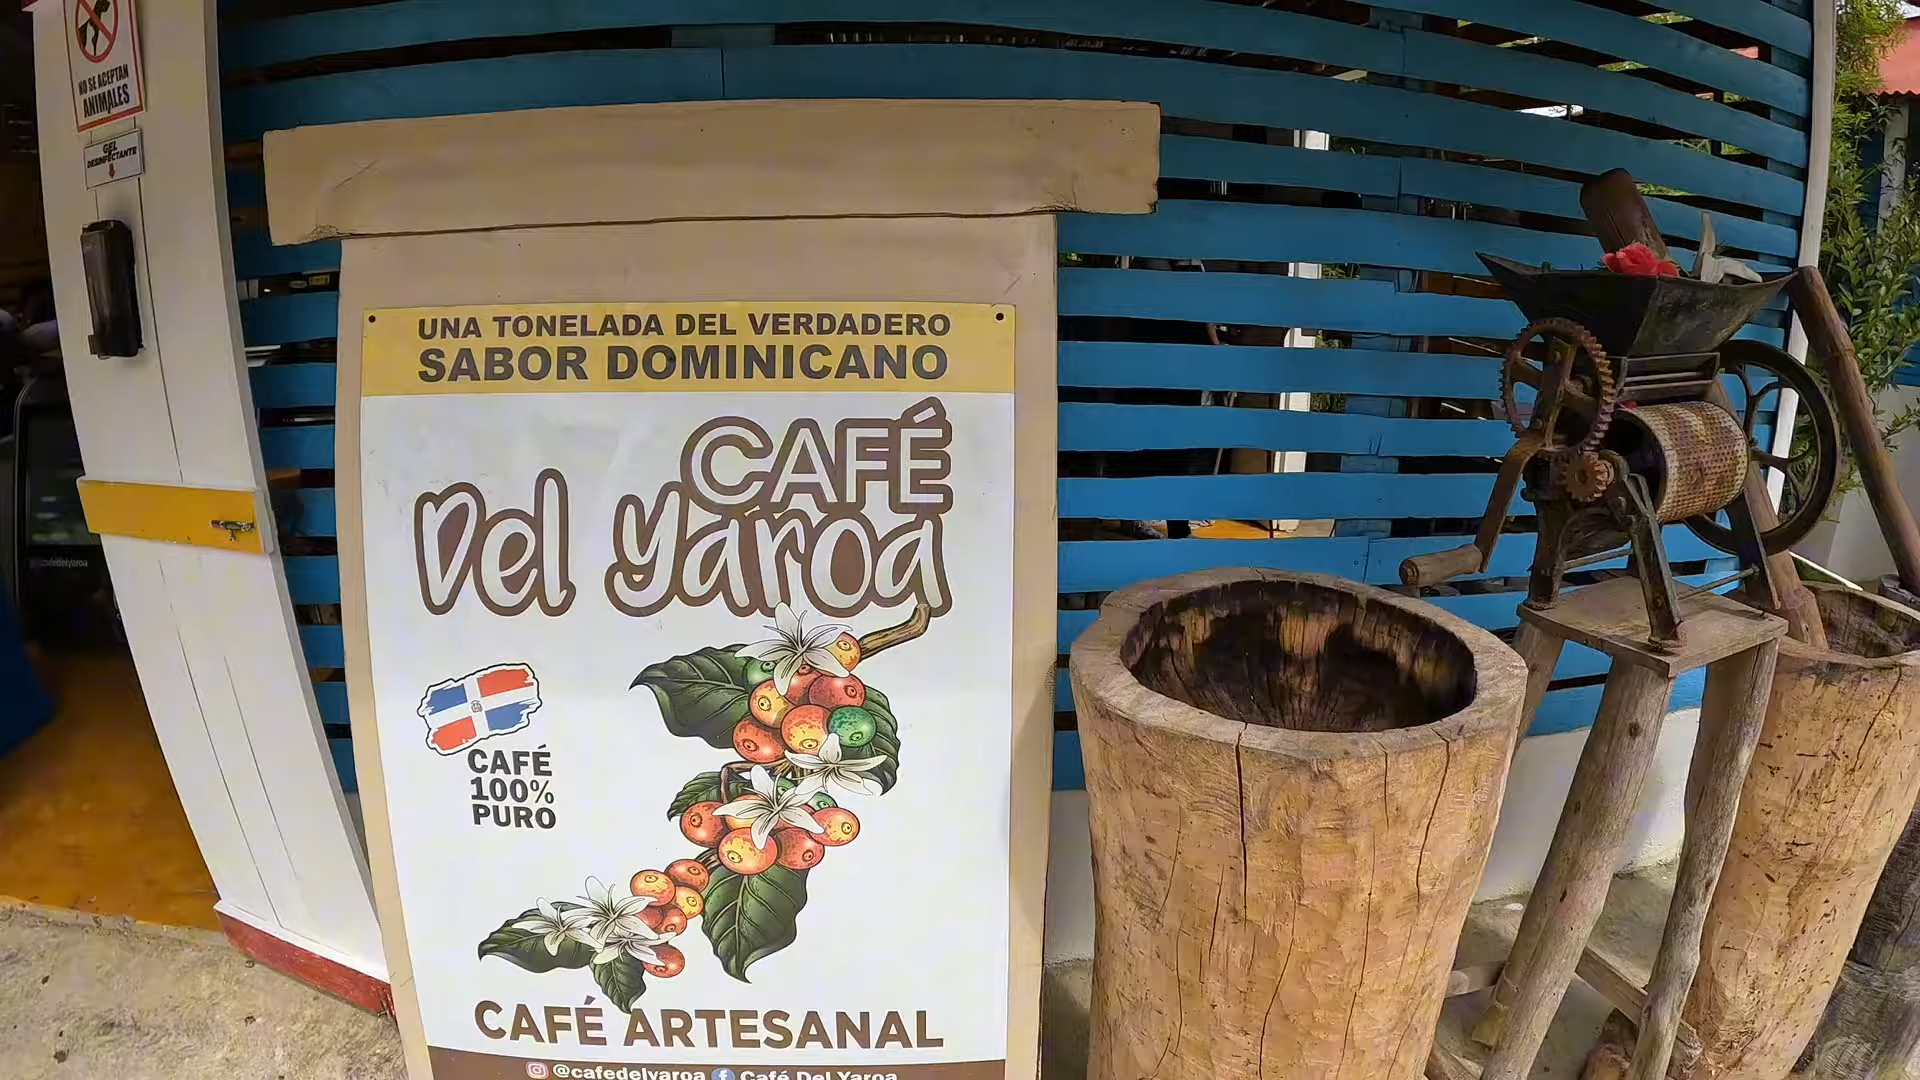 NO SE ACEPTAN
ANIMALES
GEL
DESINFECTANTE
UNA TONELADA DEL VERDADERO
SABOR DOMINICANO
CAFÉ
Del Yaroa
CAFÉ
100%
PURO
CAFÉ ARTESANAL
@cafedelyaroa Café Del Yaroa
@cafedelyaroa